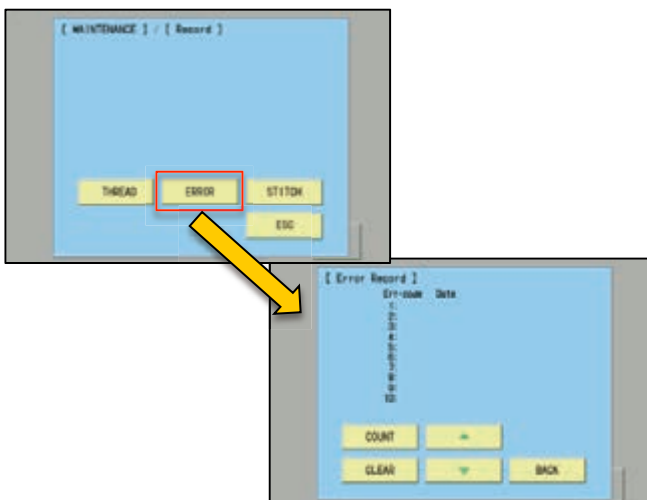 [ MAINTENANCE ] / [ Record ]
THREAD ERROR STITCH
ESC
[ Error Record ]
Err-code Date
1:
2:
3:
4:
5:
6:
7:
8:
9:
10:
COUNT ▲
CLEAR ▼ BACK